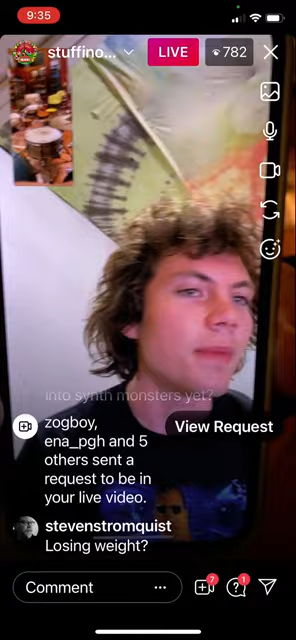 9:35
stuffino...
LIVE
782
into synth monsters yet?
zogboy,
ena_pgh and 5
others sent a
request to be in
your live video.
View Request
stevenstromquist
Losing weight?
Comment
7
1